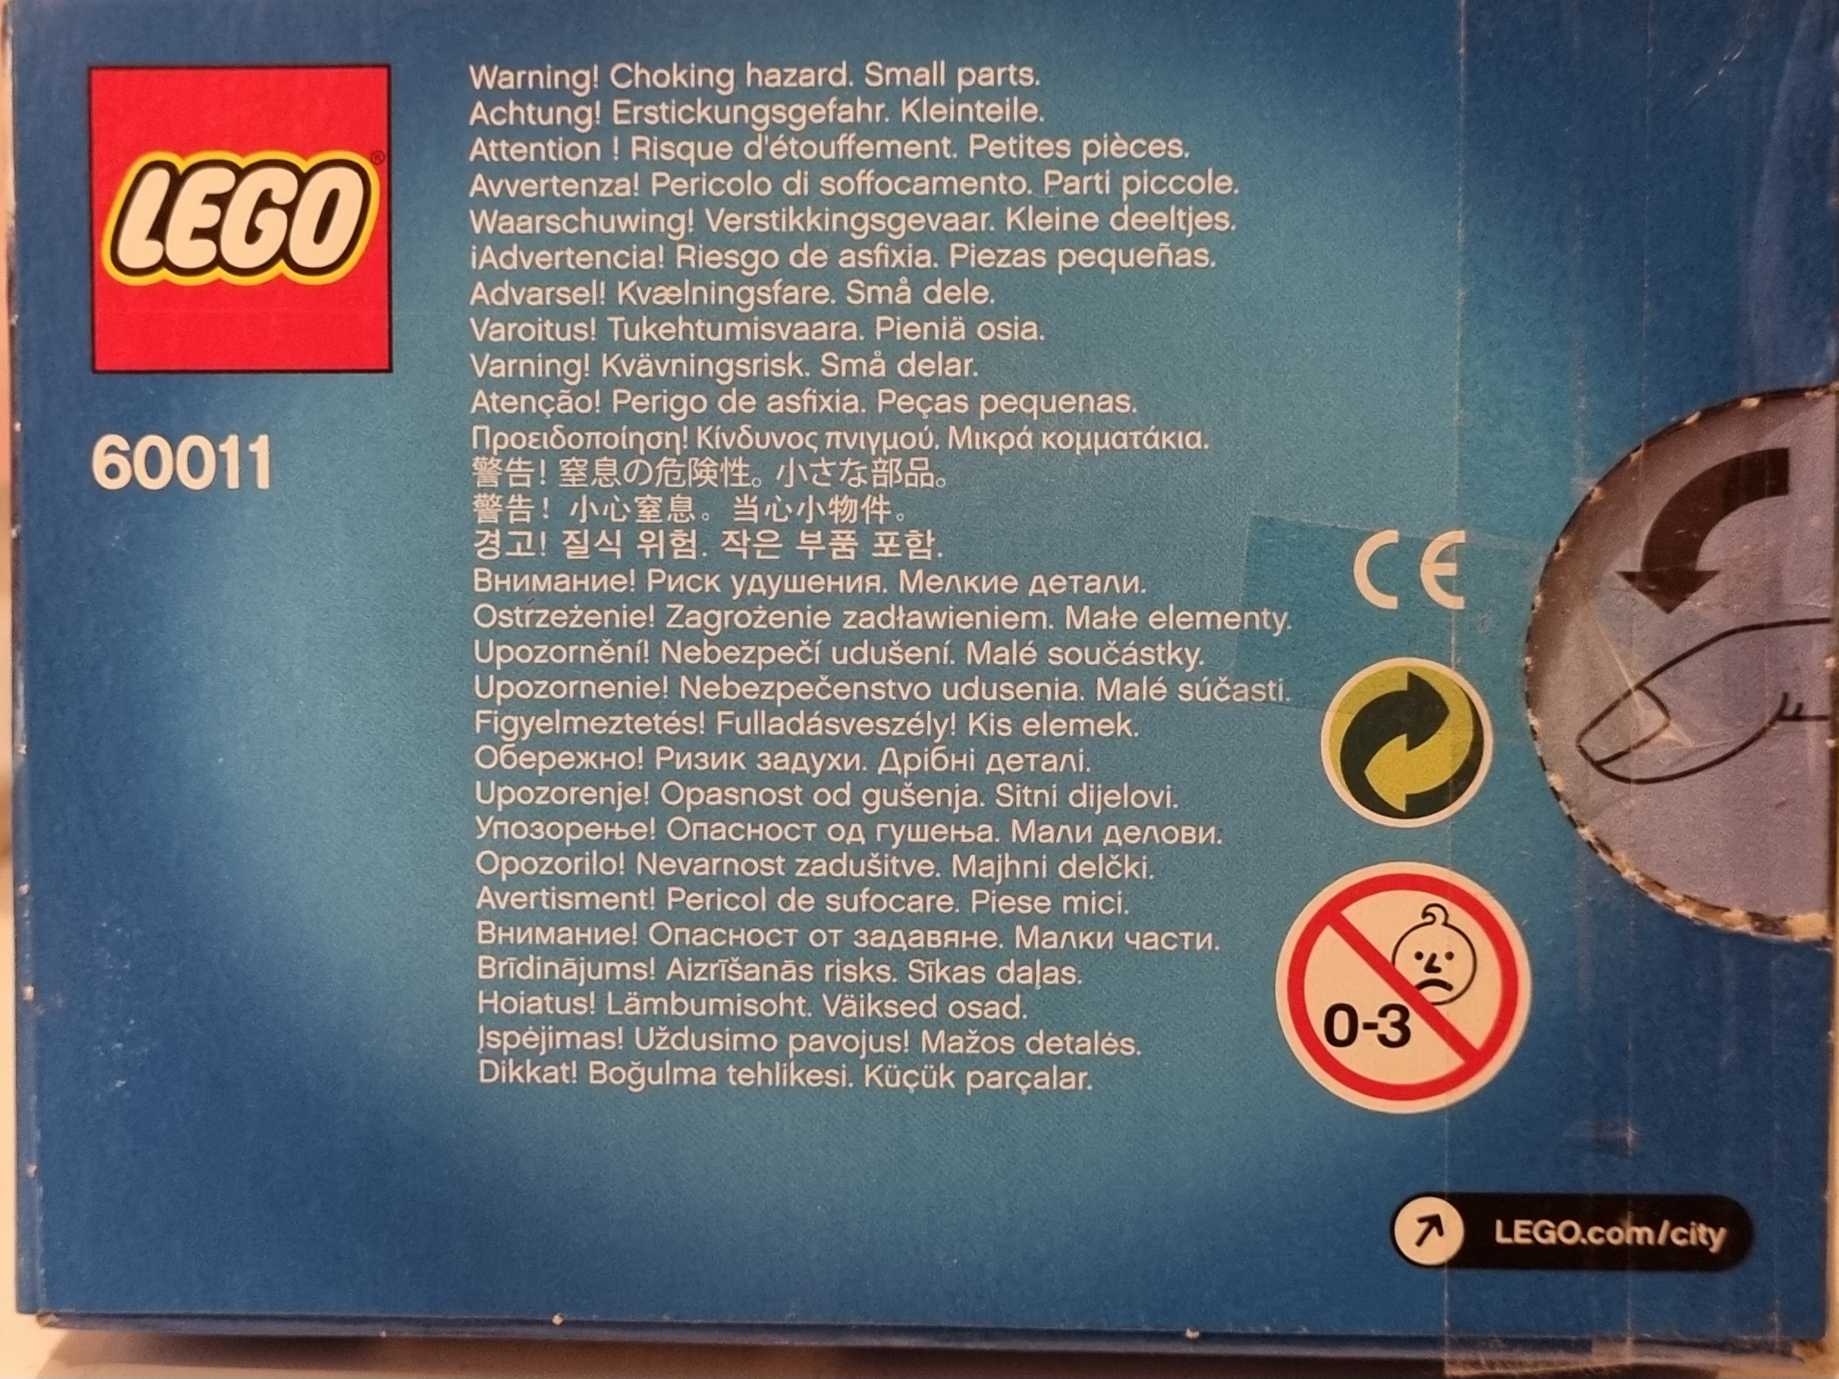 LEGO®
60011
Warning! Choking hazard. Small parts.
Achtung! Erstickungsgefahr. Kleinteile.
Attention ! Risque d'étouffement. Petites pièces.
Avvertenza! Pericolo di soffocamento. Parti piccole.
Waarschuwing! Verstikkingsgevaar. Kleine deeltjes.
¡Advertencia! Riesgo de asfixia. Piezas pequeñas.
Advarsel! Kvælningsfare. Små dele.
Varoitus! Tukehtumisvaara. Pieniä osia.
Varning! Kvävningsrisk. Små delar.
Atenção! Perigo de asfixia. Peças pequenas.
Προειδοποίηση! Κίνδυνος πνιγμού. Μικρά κομματάκια.
警告! 窒息の危険性。小さな部品。
警告! 小心窒息。当心小物件。
경고! 질식 위험. 작은 부품 포함.
Внимание! Риск удушения. Мелкие детали.
Ostrzeżenie! Zagrożenie zadławieniem. Małe elementy.
Upozornění! Nebezpečí udušení. Malé součástky.
Upozornenie! Nebezpečenstvo udusenia. Malé súčasti.
Figyelmeztetés! Fulladásveszély! Kis elemek.
Обережно! Ризик задухи. Дрібні деталі.
Upozorenje! Opasnost od gušenja. Sitni dijelovi.
Упозорење! Опасност од гушења. Мали делови.
Opozorilo! Nevarnost zadušitve. Majhni delčki.
Avertisment! Pericol de sufocare. Piese mici.
Внимание! Опасност от задавяне. Малки части.
Brīdinājums! Aizrīšanās risks. Sīkas daļas.
Hoiatus! Lämbumisoht. Väiksed osad.
Įspėjimas! Uždusimo pavojus! Mažos detalės.
Dikkat! Boğulma tehlikesi. Küçük parçalar.
CE
0-3
LEGO.com/city